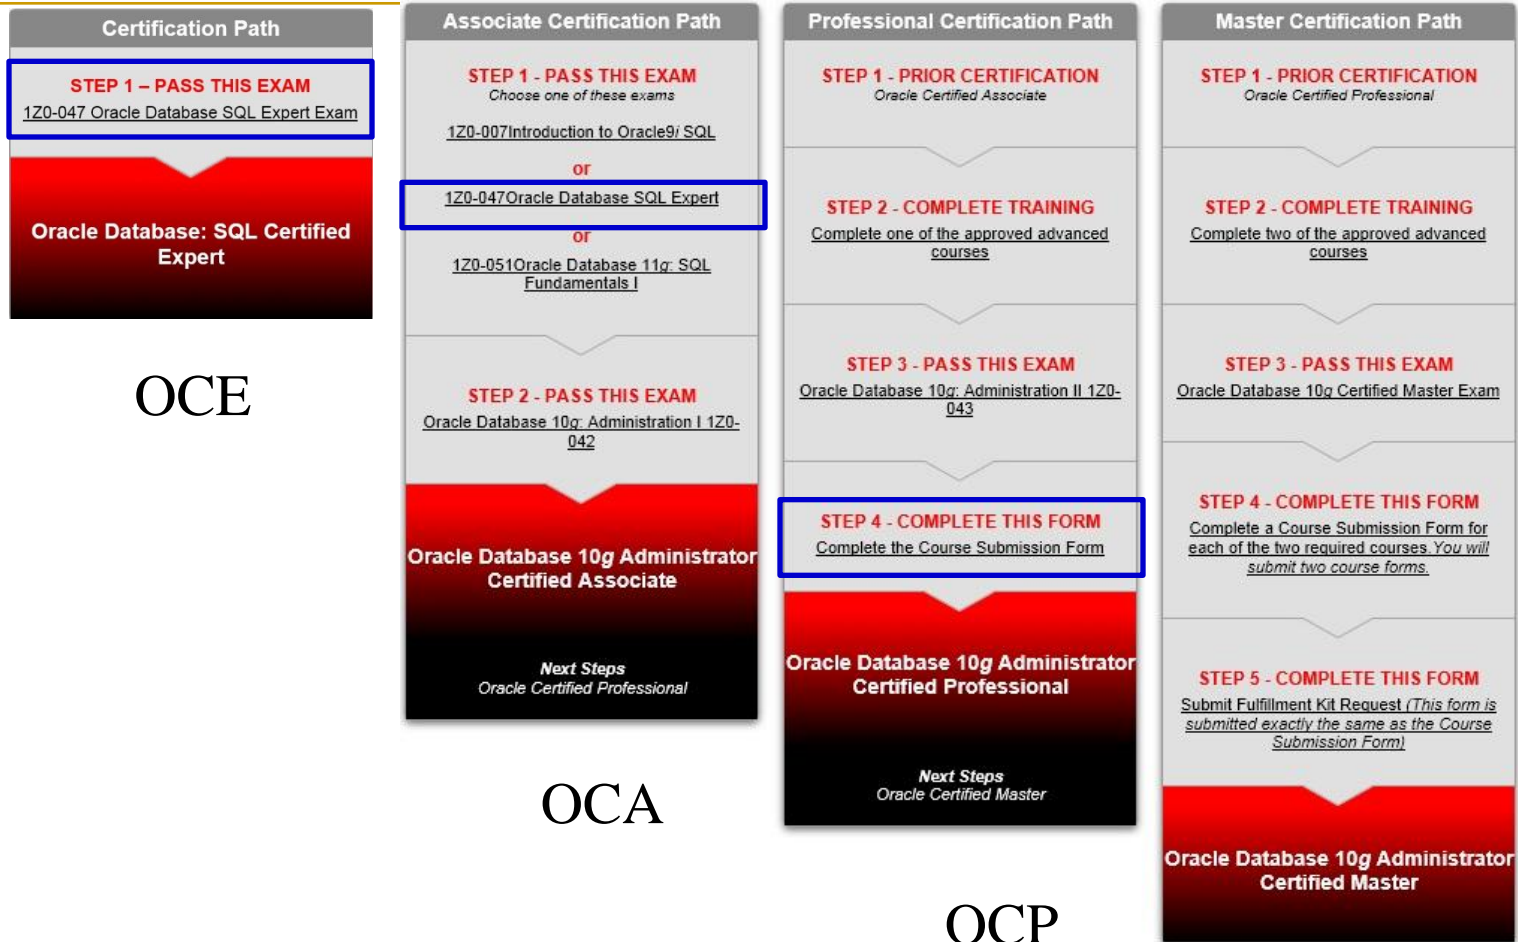 Certification Path
STEP 1 – PASS THIS EXAM
1Z0-047 Oracle Database SQL Expert Exam
Oracle Database: SQL Certified
Expert
OCE
Associate Certification Path
STEP 1 - PASS THIS EXAM
Choose one of these exams
1Z0-007Introduction to Oracle9i SQL
or
1Z0-047Oracle Database SQL Expert
or
1Z0-051Oracle Database 11g: SQL
Fundamentals I
STEP 2 - PASS THIS EXAM
Oracle Database 10g: Administration I 1Z0-
042
Oracle Database 10g Administrator
Certified Associate
Next Steps
Oracle Certified Professional
OCA
Professional Certification Path
STEP 1 - PRIOR CERTIFICATION
Oracle Certified Associate
STEP 2 - COMPLETE TRAINING
Complete one of the approved advanced
courses
STEP 3 - PASS THIS EXAM
Oracle Database 10g: Administration II 1Z0-
043
STEP 4 - COMPLETE THIS FORM
Complete the Course Submission Form
Oracle Database 10g Administrator
Certified Professional
Next Steps
Oracle Certified Master
OCP
Master Certification Path
STEP 1 - PRIOR CERTIFICATION
Oracle Certified Professional
STEP 2 - COMPLETE TRAINING
Complete two of the approved advanced
courses
STEP 3 - PASS THIS EXAM
Oracle Database 10g Certified Master Exam
STEP 4 - COMPLETE THIS FORM
Complete a Course Submission Form for
each of the two required courses. You will
submit two course forms.
STEP 5 - COMPLETE THIS FORM
Submit Fulfillment Kit Request (This form is
submitted exactly the same as the Course
Submission Form)
Oracle Database 10g Administrator
Certified Master